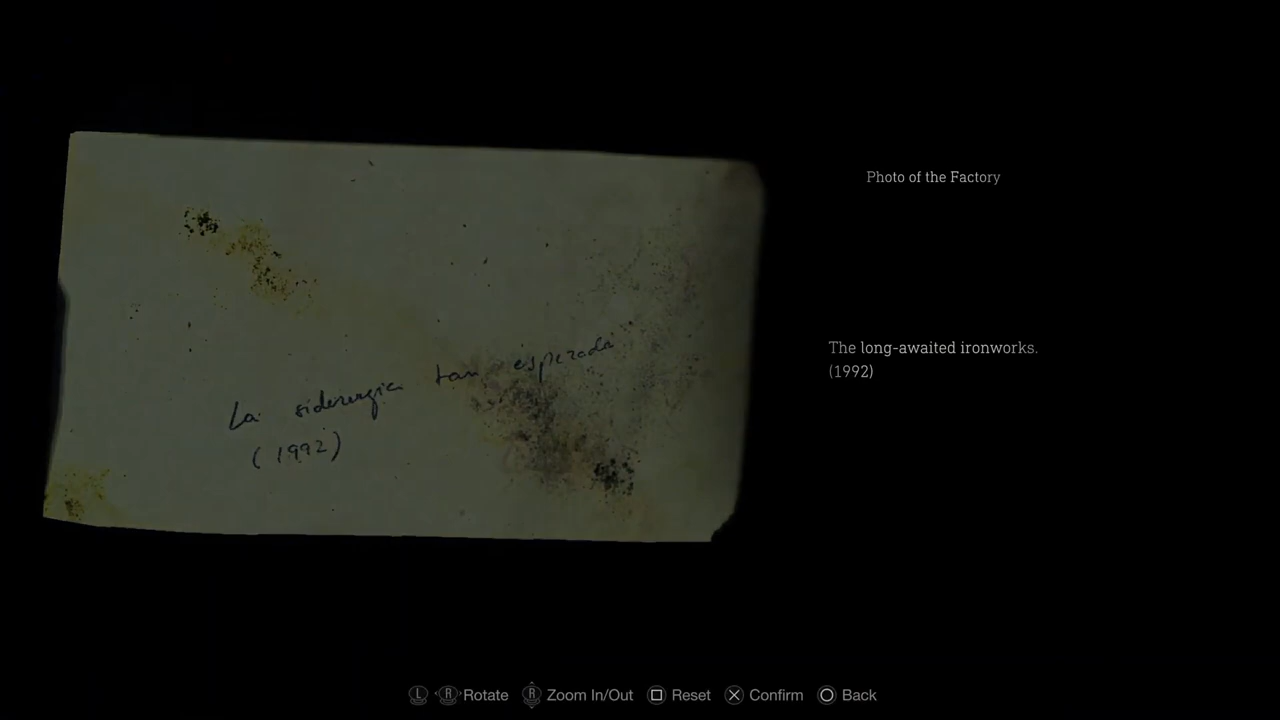 Photo of the Factory
La siderurgia tan esperada
(1992)
The long-awaited ironworks.
(1992)
L R Rotate R Zoom In/Out Reset Confirm Back